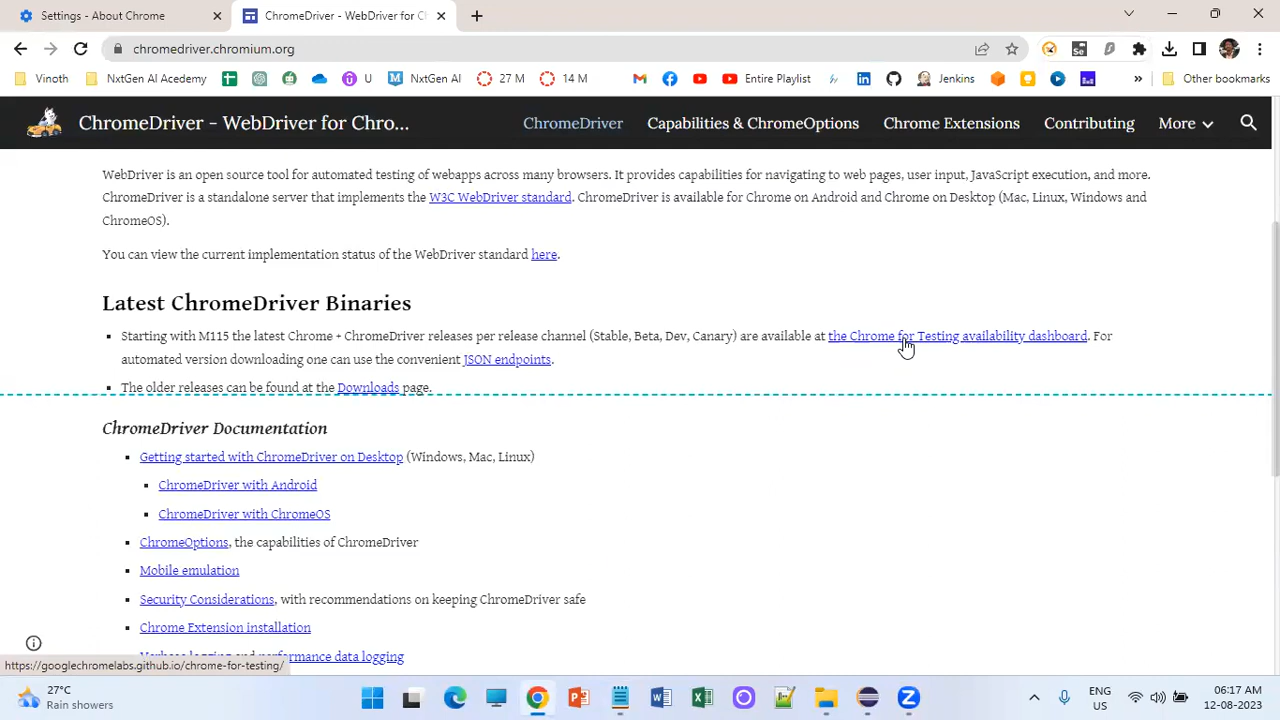 Settings - About Chrome
ChromeDriver - WebDriver for C
chromedriver.chromium.org
Vinoth
NxtGen AI Acedemy
U
NxtGen AI
27 M
14 M
Entire Playlist
Jenkins
»
Other bookmarks
ChromeDriver - WebDriver for Chro...
ChromeDriver
Capabilities & ChromeOptions
Chrome Extensions
Contributing
More
WebDriver is an open source tool for automated testing of webapps across many browsers. It provides capabilities for navigating to web pages, user input, JavaScript execution, and more.
ChromeDriver is a standalone server that implements the W3C WebDriver standard. ChromeDriver is available for Chrome on Android and Chrome on Desktop (Mac, Linux, Windows and
ChromeOS).
You can view the current implementation status of the WebDriver standard here.
Latest ChromeDriver Binaries
Starting with M115 the latest Chrome + ChromeDriver releases per release channel (Stable, Beta, Dev, Canary) are available at the Chrome for Testing availability dashboard. For
automated version downloading one can use the convenient JSON endpoints.
The older releases can be found at the Downloads page.
ChromeDriver Documentation
Getting started with ChromeDriver on Desktop (Windows, Mac, Linux)
ChromeDriver with Android
ChromeDriver with ChromeOS
ChromeOptions, the capabilities of ChromeDriver
Mobile emulation
Security Considerations, with recommendations on keeping ChromeDriver safe
Chrome Extension installation
Verbose logging and performance data logging
https://googlechromelabs.github.io/chrome-for-testing/
27°C
Rain showers
ENG
US
06:17 AM
12-08-2023